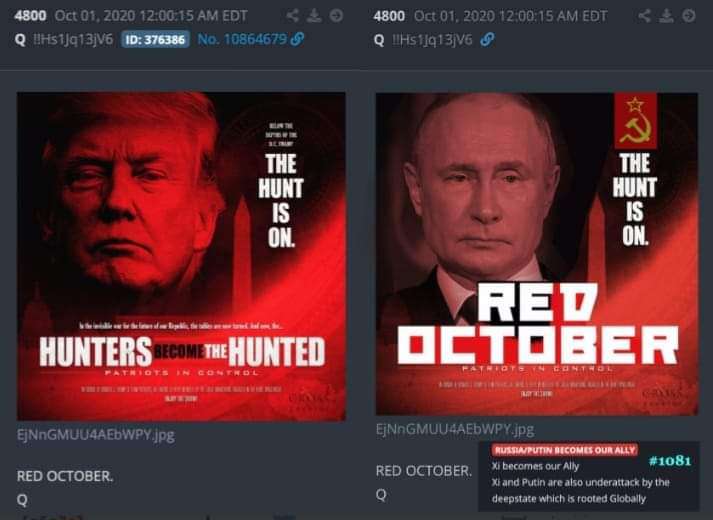 4800 Oct 01, 2020 12:00:15 AM EDT
Q !!Hs1Jq13jV6 ID: 376386 No. 10864679
BELOW THE
DEPTHS OF THE
D.C. SWAMP
THE
HUNT
IS
ON.
In the invisible war for the future of our Republic, the tables are now turned. And now, the...
HUNTERS BECOME THE HUNTED
PATRIOTS IN CONTROL
ENJOY THE SHOW!
EjNnGMUU4AEbWPY.jpg
RED OCTOBER.
Q
4800 Oct 01, 2020 12:00:15 AM EDT
Q !!Hs1Jq13jV6
THE
HUNT
IS
ON.
RED
OCTOBER
PATRIOTS IN CONTROL
ENJOY THE SHOW!
EjNnGMUU4AEbWPY.jpg
RED OCTOBER.
Q
RUSSIA/PUTIN BECOMES OUR ALLY
#1081
Xi becomes our Ally
Xi and Putin are also underattack by the
deepstate which is rooted Globally